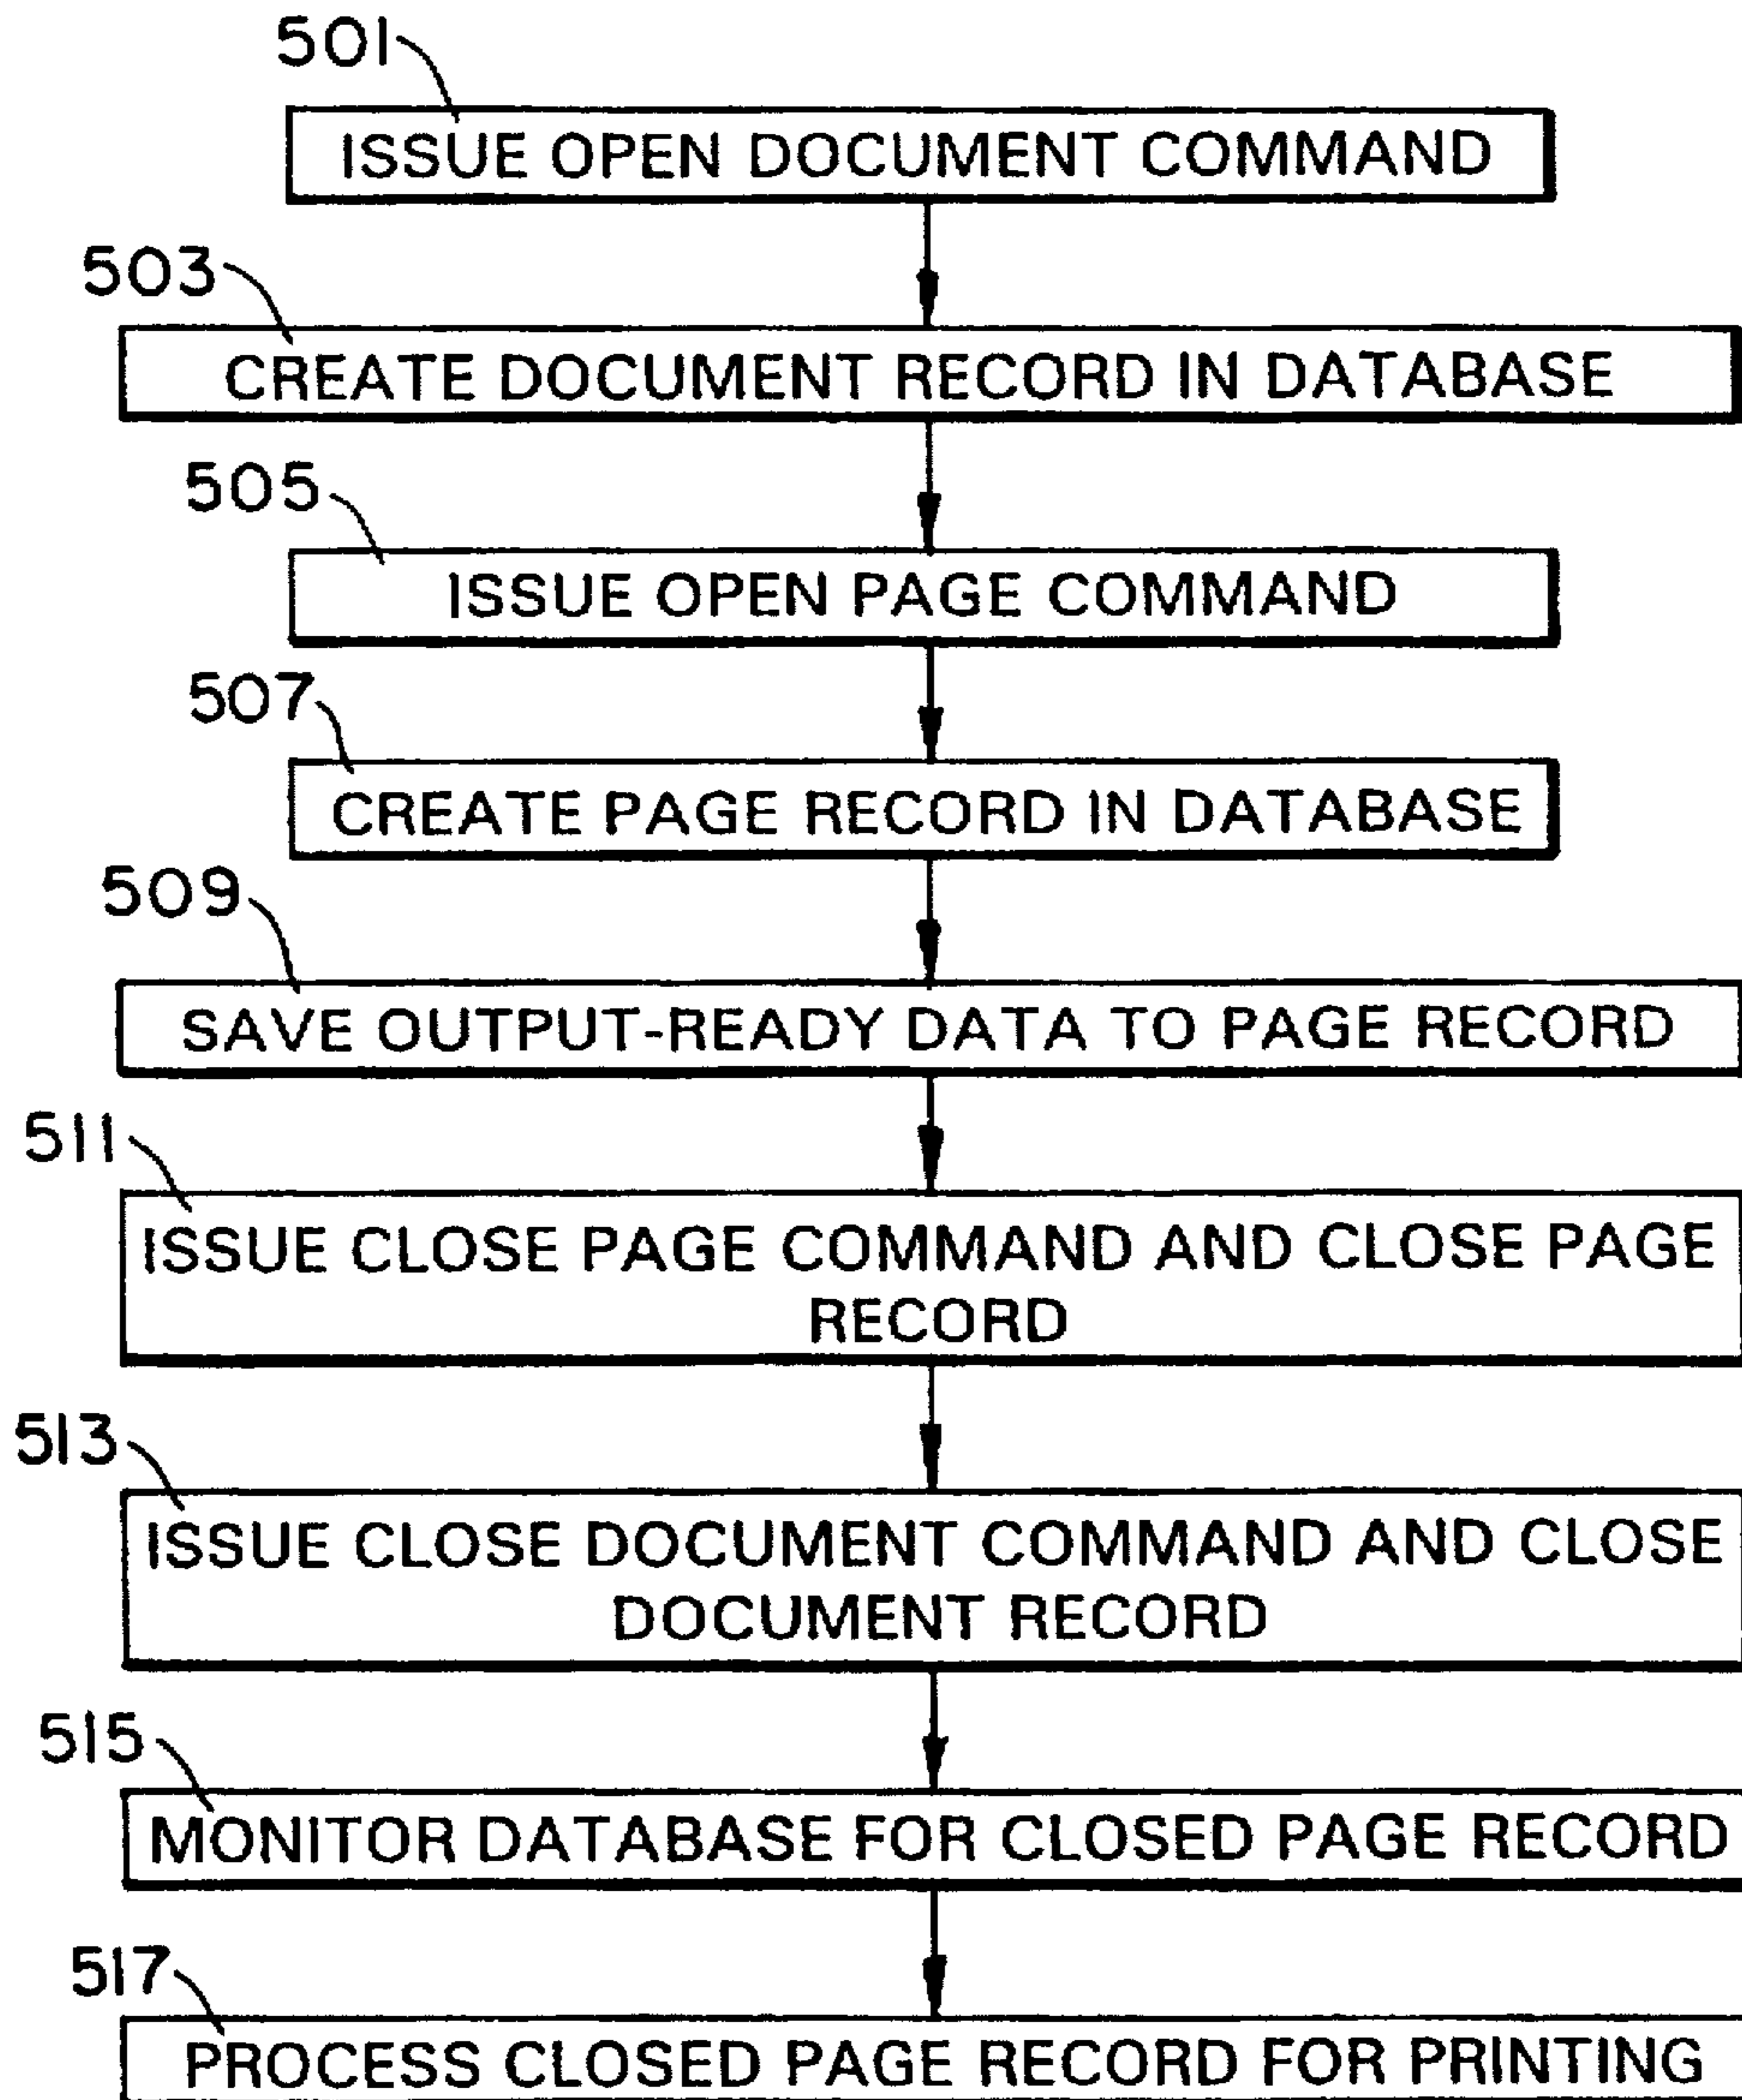 501
ISSUE OPEN DOCUMENT COMMAND
503
CREATE DOCUMENT RECORD IN DATABASE
505
ISSUE OPEN PAGE COMMAND
507
CREATE PAGE RECORD IN DATABASE
509
SAVE OUTPUT-READY DATA TO PAGE RECORD
511
ISSUE CLOSE PAGE COMMAND AND CLOSE PAGE
RECORD
513
ISSUE CLOSE DOCUMENT COMMAND AND CLOSE
DOCUMENT RECORD
515
MONITOR DATABASE FOR CLOSED PAGE RECORD
517
PROCESS CLOSED PAGE RECORD FOR PRINTING